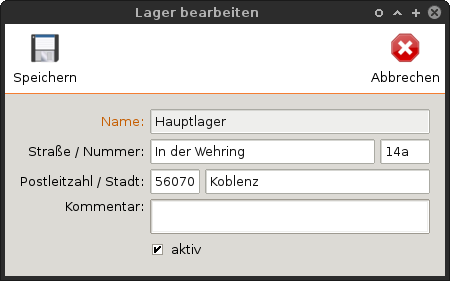 Lager bearbeiten
Speichern Abbrechen
Name: Hauptlager
Straße / Nummer: In der Wehring 14a
Postleitzahl / Stadt: 56070 Koblenz
Kommentar:
aktiv